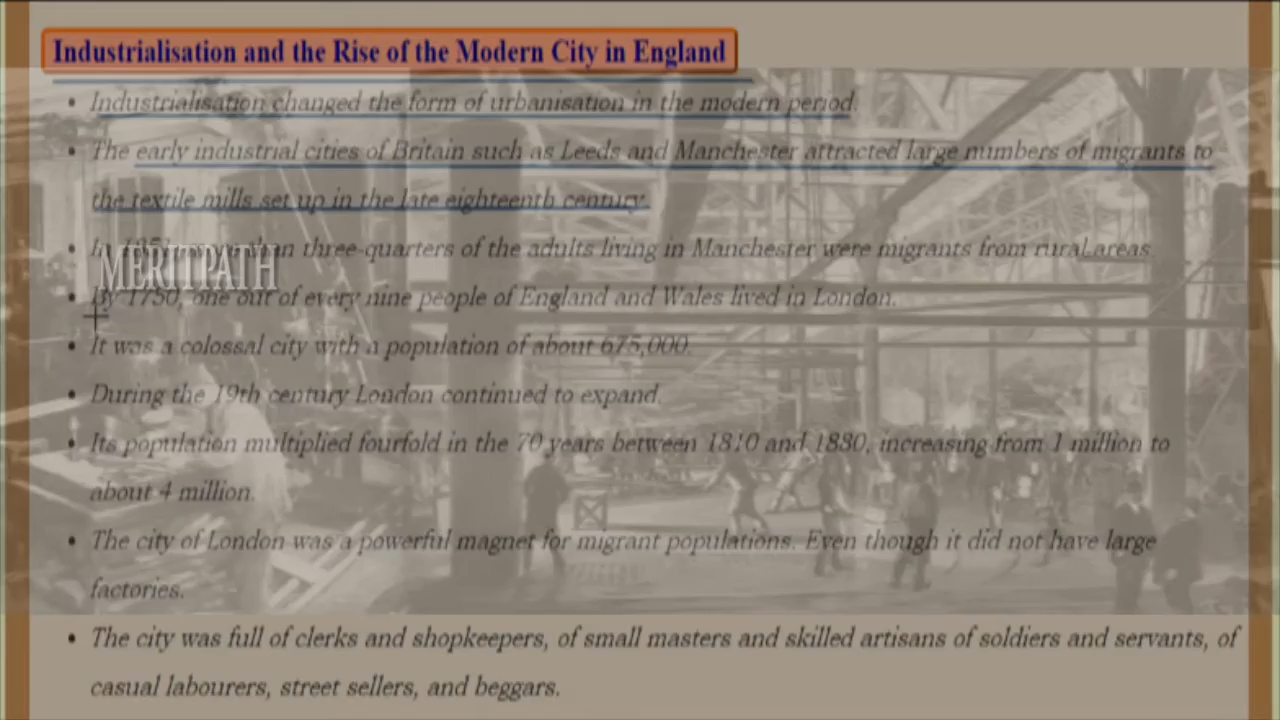 Industrialisation and the Rise of the Modern City in England
• Industrialisation changed the form of urbanisation in the modern period.
• The early industrial cities of Britain such as Leeds and Manchester attracted large numbers of migrants to
the textile mills set up in the late eighteenth century.
• In than three-quarters of the adults living in Manchester were migrants from rural areas.
MERITPATH
• By 1750, one out of every nine people of England and Wales lived in London.
• It was a colossal city with a population of about 675,000.
• During the 19th century London continued to expand.
• Its population multiplied fourfold in the 70 years between 1810 and 1880, increasing from 1 million to
about 4 million.
• The city of London was a powerful magnet for migrant populations. Even though it did not have large
factories.
• The city was full of clerks and shopkeepers, of small masters and skilled artisans of soldiers and servants, of
casual labourers, street sellers, and beggars.